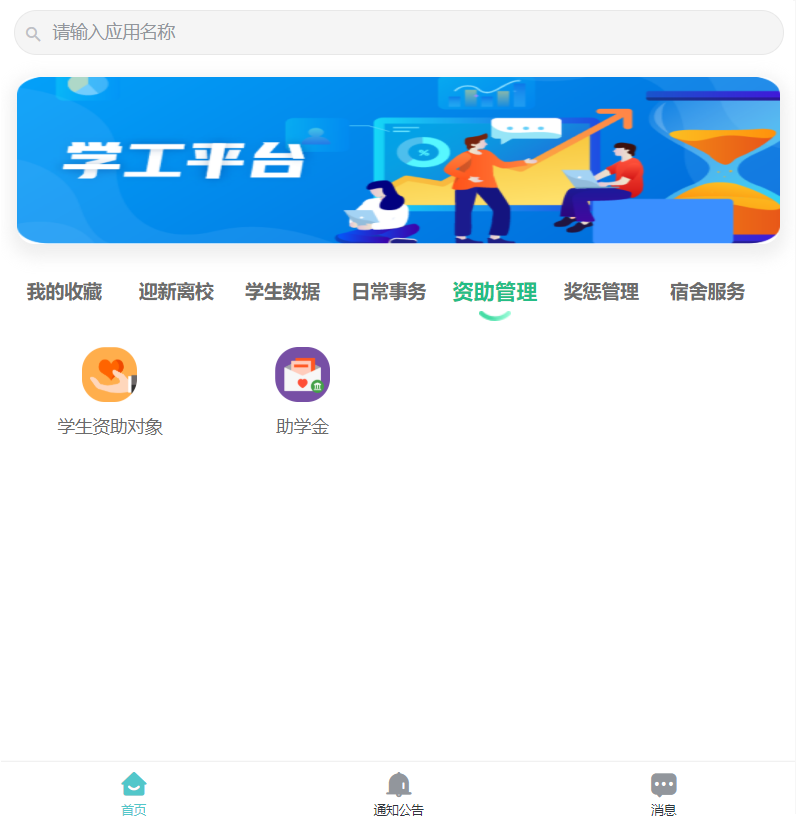 请输入应用名称
学工平台
我的收藏 迎新离校 学生数据 日常事务 资助管理 奖惩管理 宿舍服务
学生资助对象 助学金
首页 通知公告 消息